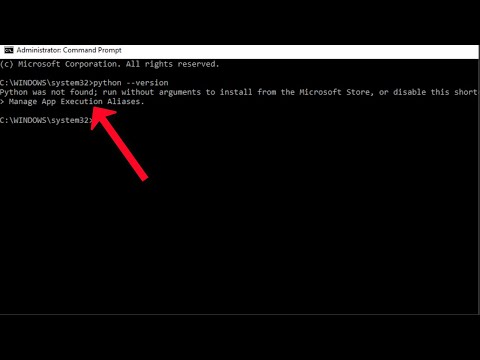 Administrator: Command Prompt
(c) Microsoft Corporation. All rights reserved.
C:\WINDOWS\system32>python --version
Python was not found; run without arguments to install from the Microsoft Store, or disable this short
> Manage App Execution Aliases.
C:\WINDOWS\system32>